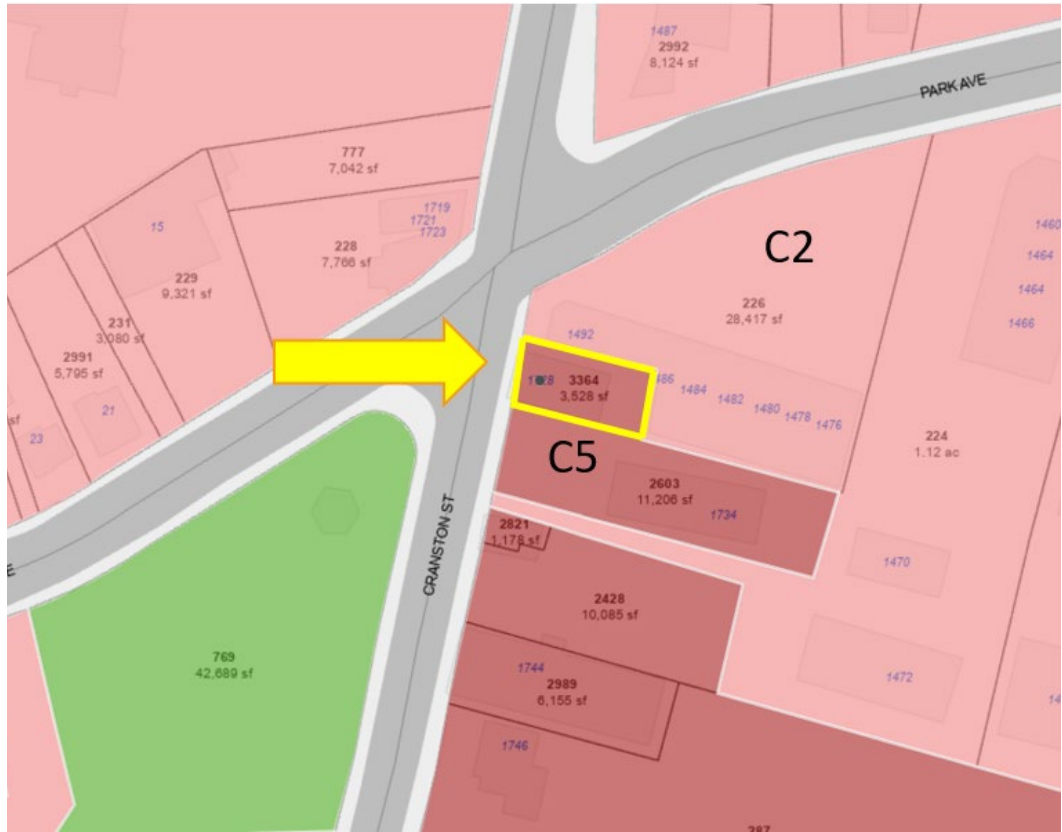 1487
2992
8,124 sf
PARK AVE
777
7,042 sf
1719
1721
1723
228
7,766 sf
15
229
9,321 sf
231
3,080 sf
2991
5,795 sf
21
23
sf
C2
226
28,417 sf
1460
1464
1464
1466
1492
3364
3,528 sf
1484
1482
1480
1478
1476
224
1.12 ac
C5
2603
11,206 sf
1734
CRANSTON ST
2821
1,178 sf
E
2428
10,085 sf
1470
769
42,689 sf
1744
2989
6,155 sf
1472
1746
287